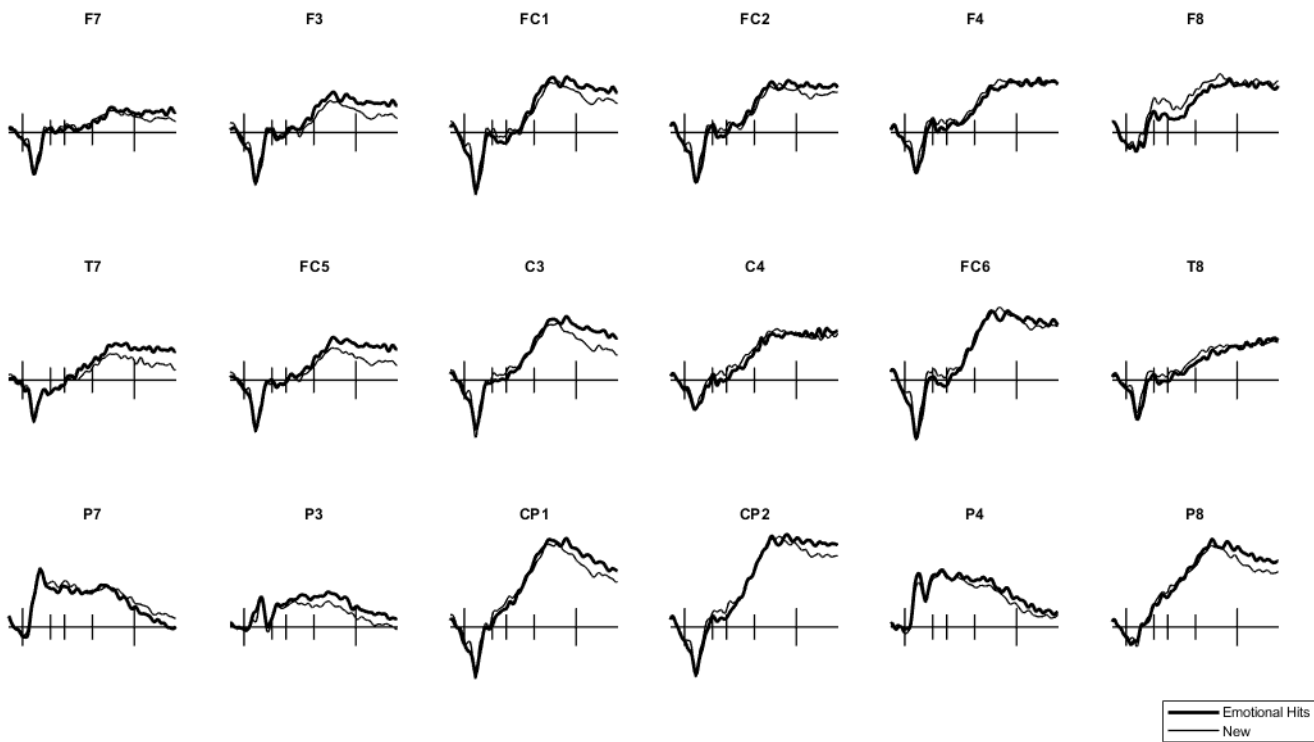 F7 F3 FC1 FC2 F4 F8
T7 FC5 C3 C4 FC6 T8
P7 P3 CP1 CP2 P4 P8
Emotional Hits
New